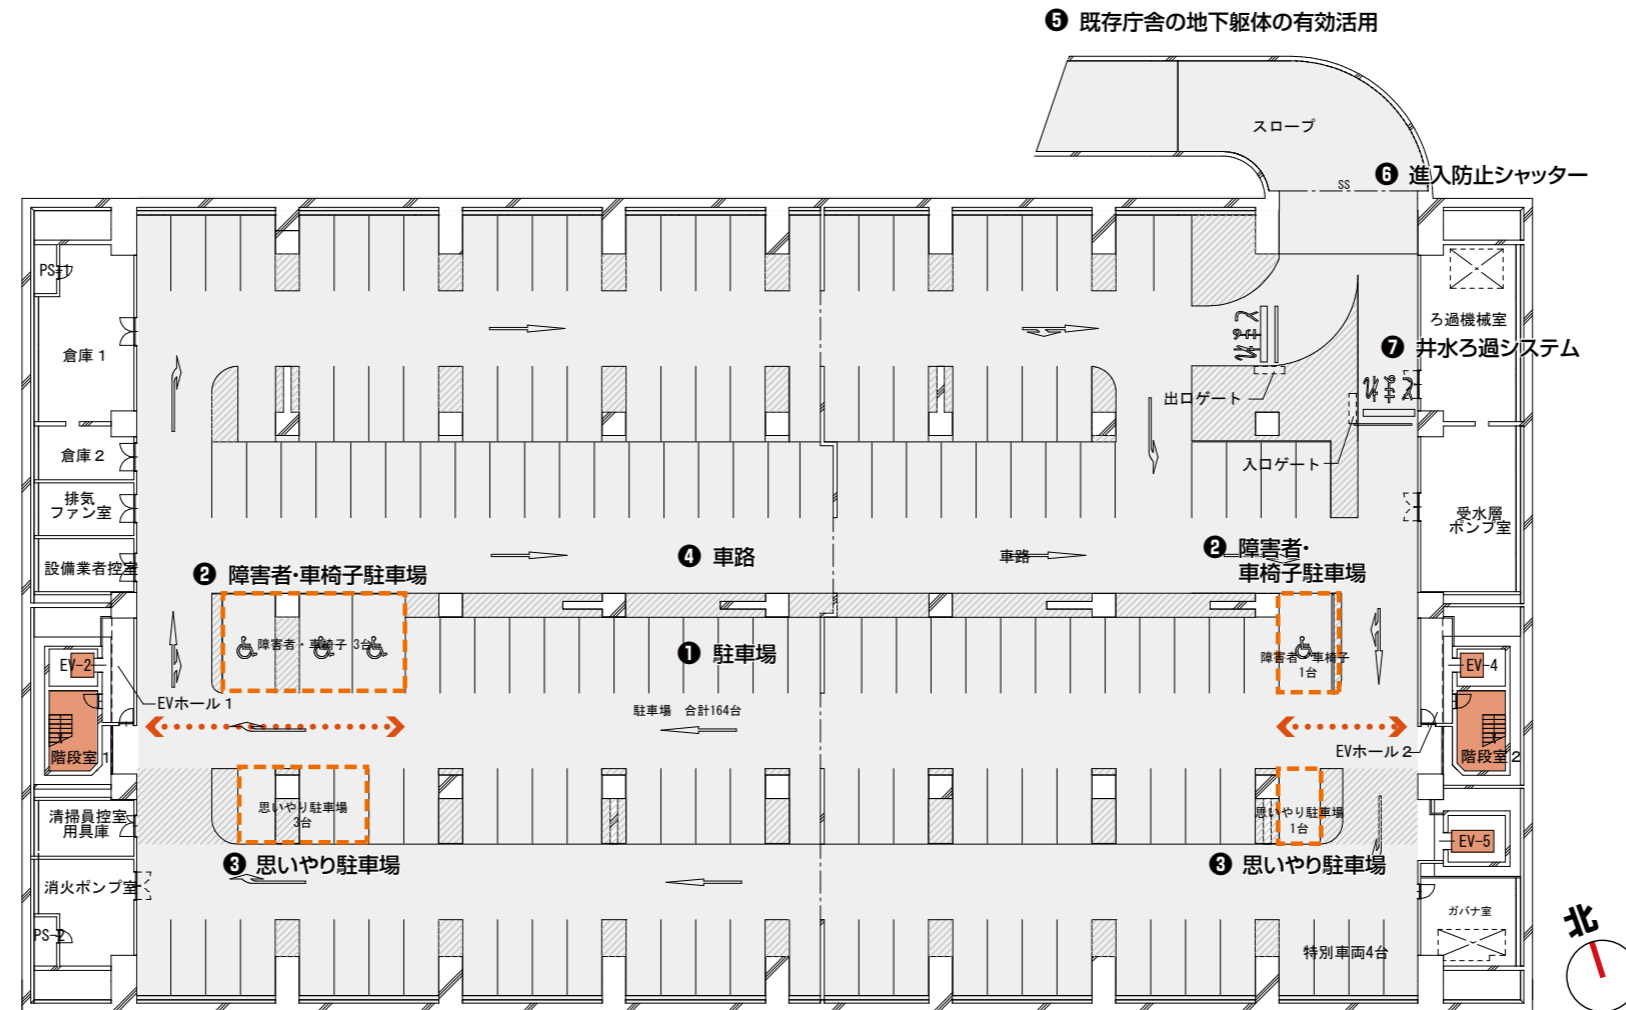 ❺ 既存庁舎の地下躯体の有効活用
スロープ
❻ 進入防止シャッター
SS
PS-1
ろ過機械室
❼ 井水ろ過システム
倉庫1
とまれ
出口ゲート
とまれ
倉庫2
入口ゲート
排気
ファン室
受水層
ポンプ室
設備業者控室
❹ 車路
車路
❷ 障害者・
車椅子駐車場
❷ 障害者・車椅子駐車場
障害者・車椅子 3台
❶ 駐車場
障害者・車椅子
1台
EV-2
EV-4
EVホール1
駐車場 合計164台
階段室1
EVホール2
階段室2
清掃員控室
用具庫
思いやり駐車場
3台
思いやり駐車場
1台
EV-5
❸ 思いやり駐車場
❸ 思いやり駐車場
消火ポンプ室
ガバナ室
PS-2
特別車両4台
北